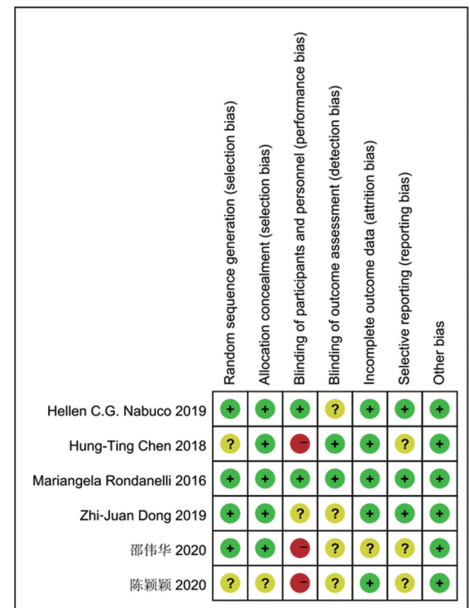 Random sequence generation (selection bias)
Allocation concealment (selection bias)
Blinding of participants and personnel (performance bias)
Blinding of outcome assessment (detection bias)
Incomplete outcome data (attrition bias)
Selective reporting (reporting bias)
Other bias
Hellen C.G. Nabuco 2019 + + + ? + + +
Hung-Ting Chen 2018 ? + – + + ? +
Mariangela Rondanelli 2016 + + + + + + +
Zhi-Juan Dong 2019 + + ? ? + + +
邵伟华 2020 + + – ? ? ? +
陈颖颖 2020 ? ? – ? + ? +